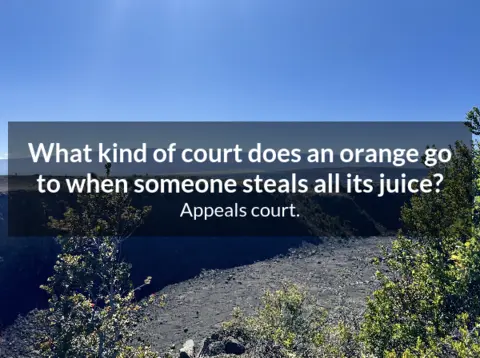 What kind of court does an orange go
to when someone steals all its juice?
Appeals court.